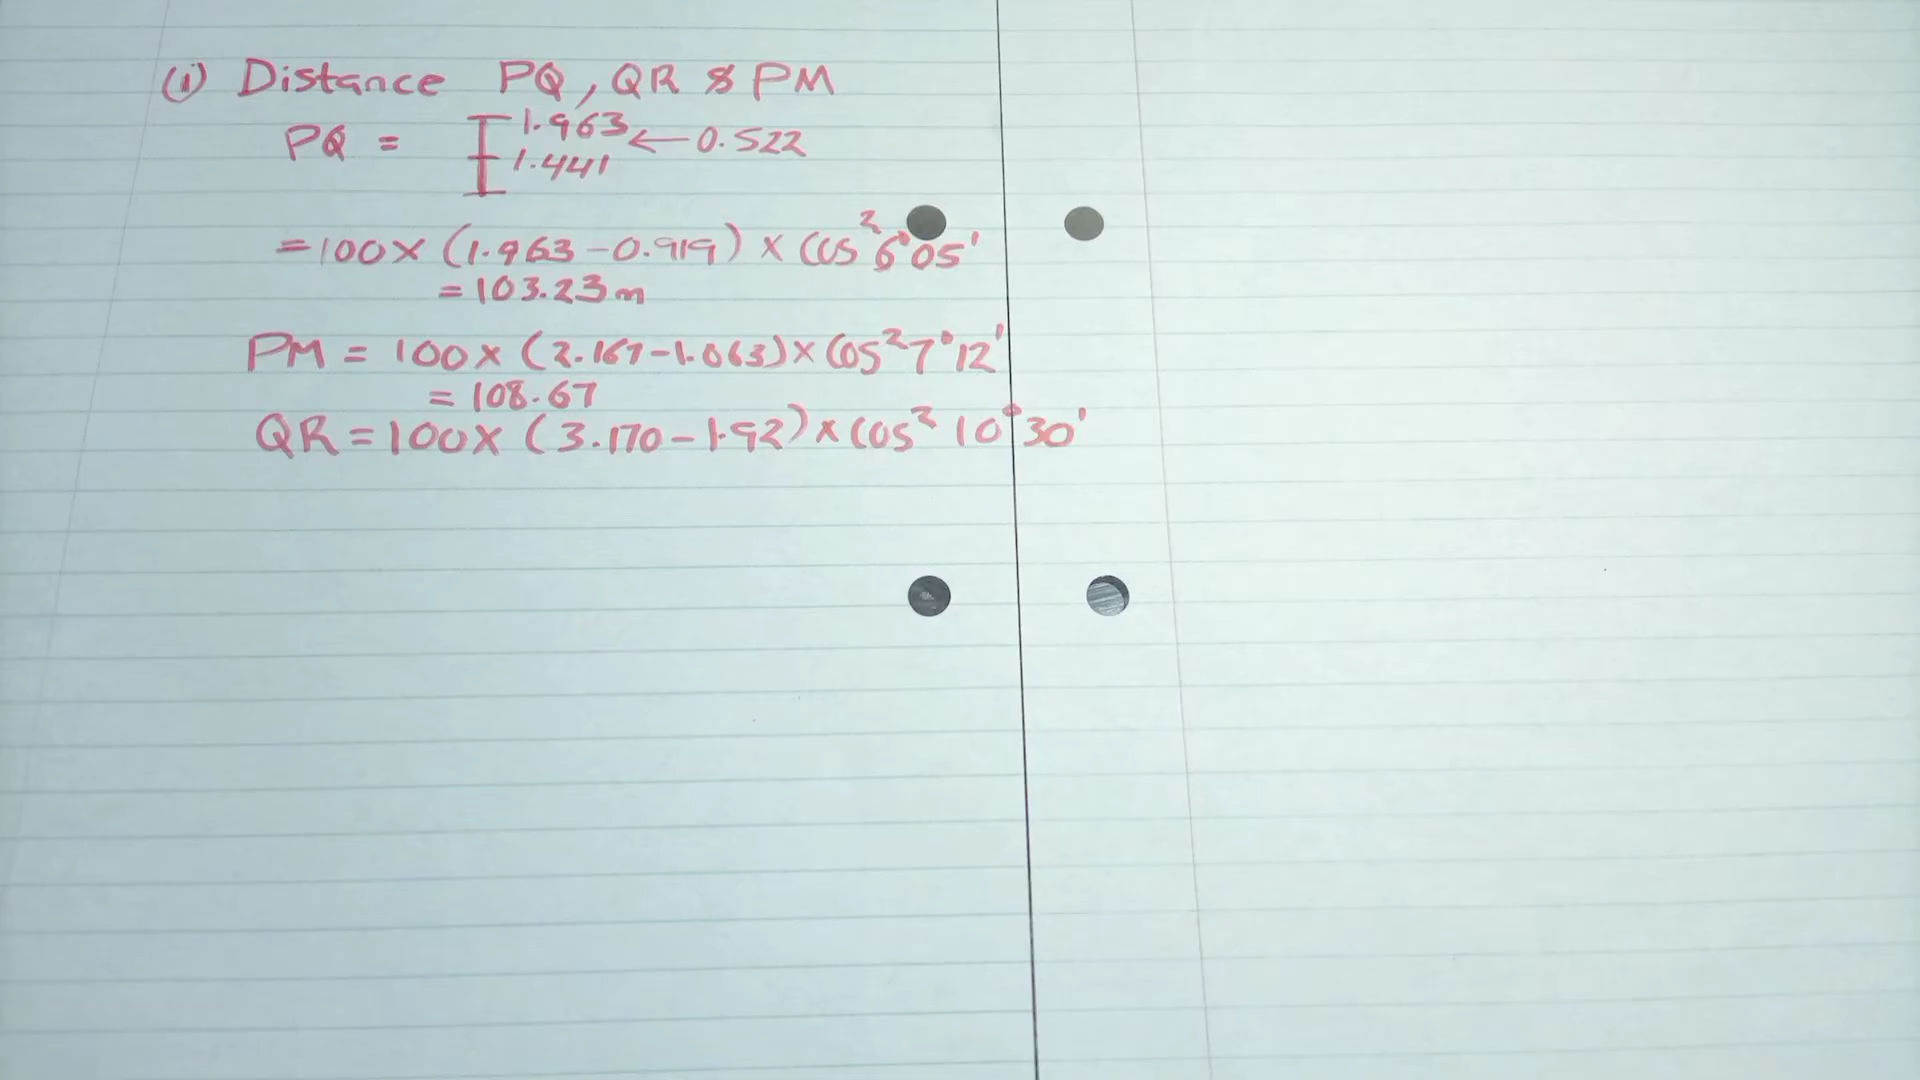 (i) Distance PQ, QR & PM
PQ = 1.963 ← 0.522
1.441
= 100 × (1.963 - 0.919) × Cos² 6°05'
= 103.23m
PM = 100 × (2.167 - 1.063) × Cos² 7°12'
= 108.67
QR = 100 × (3.170 - 1.92) × Cos² 10°30'